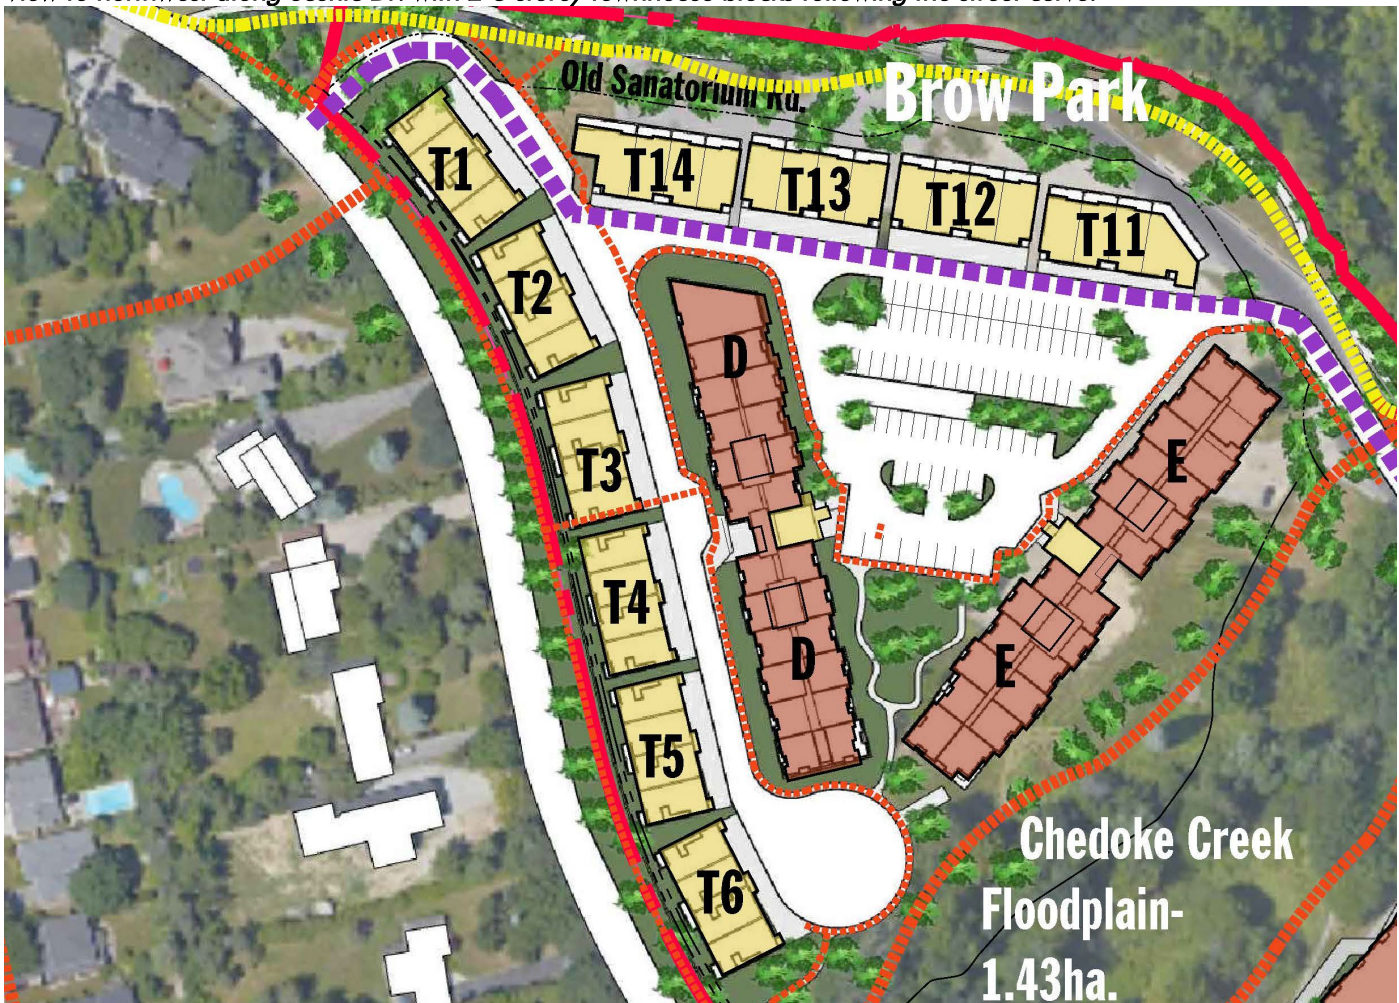 Old Sanatorium Rd.
Brow Park
T1
T14
T13
T12
T11
T2
D
T3
E
T4
D
E
T5
T6
Chedoke Creek
Floodplain-
1.43ha.